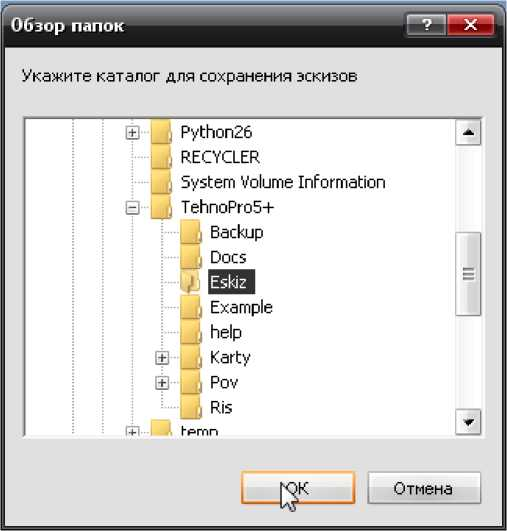 Обзор папок
Укажите каталог для сохранения эскизов
Python26
RECYCLER
System Volume Information
TehnoPro5+
Backup
Docs
Eskiz
Example
help
Karty
Pov
Ris
temp
OK
Отмена